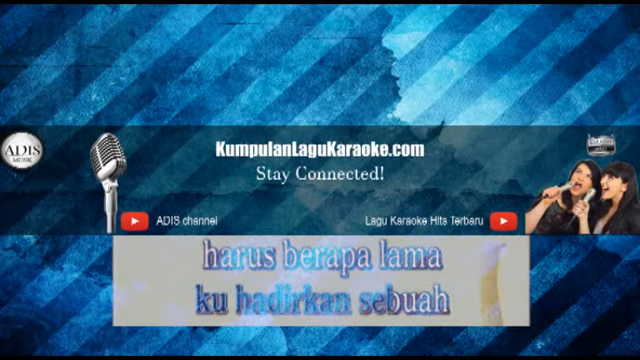 ADIS
MUSIK
KumpulanLaguKaraoke.com
Stay Connected!
ADIS channel
Lagu Karaoke Hits Terbaru
harus berapa lama
ku hadirkan sebuah